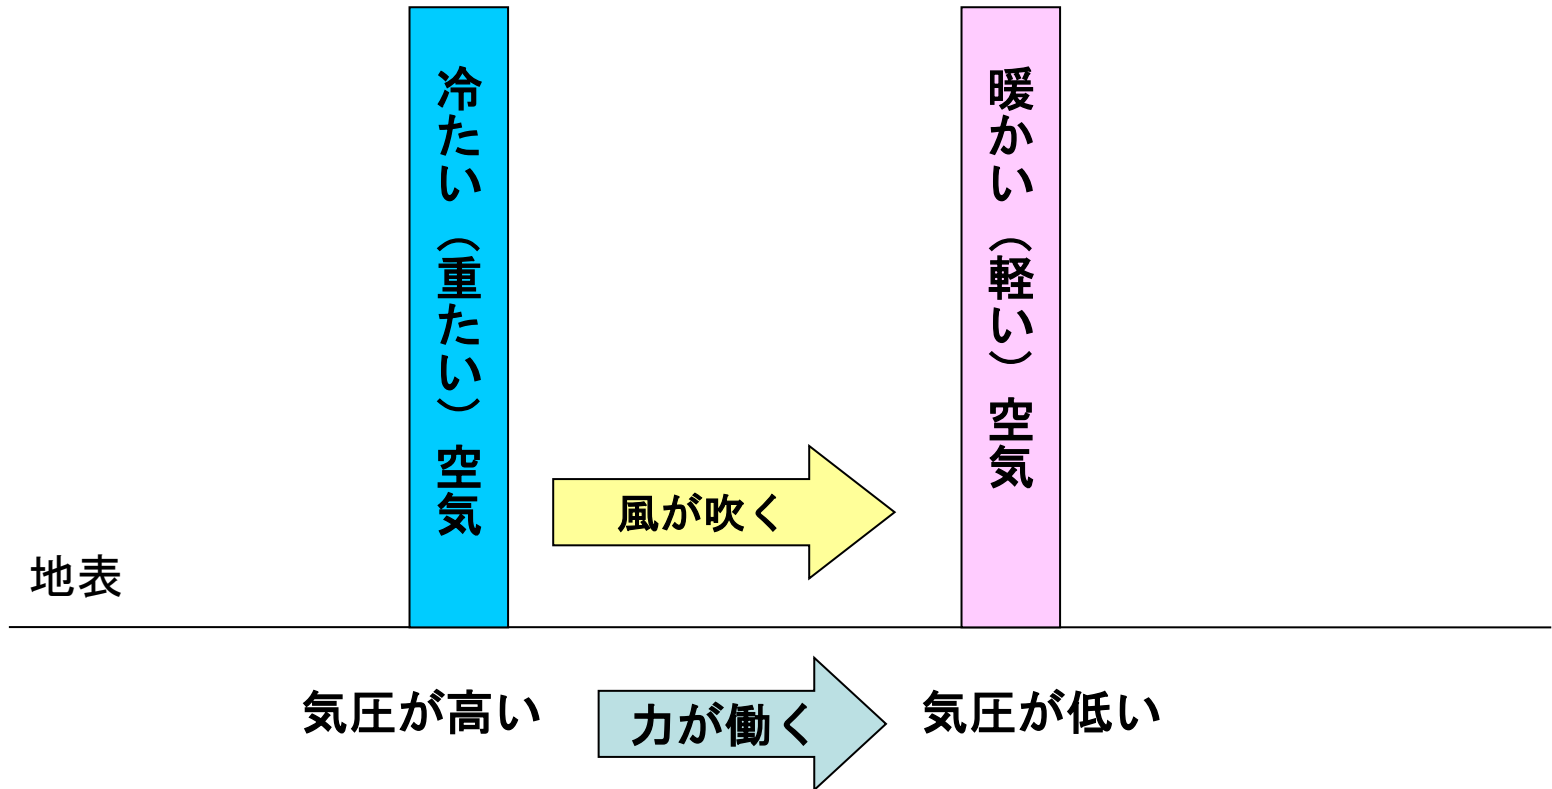 冷たい（重たい）空気
暖かい（軽い）空気
風が吹く
地表
気圧が高い
力が働く
気圧が低い